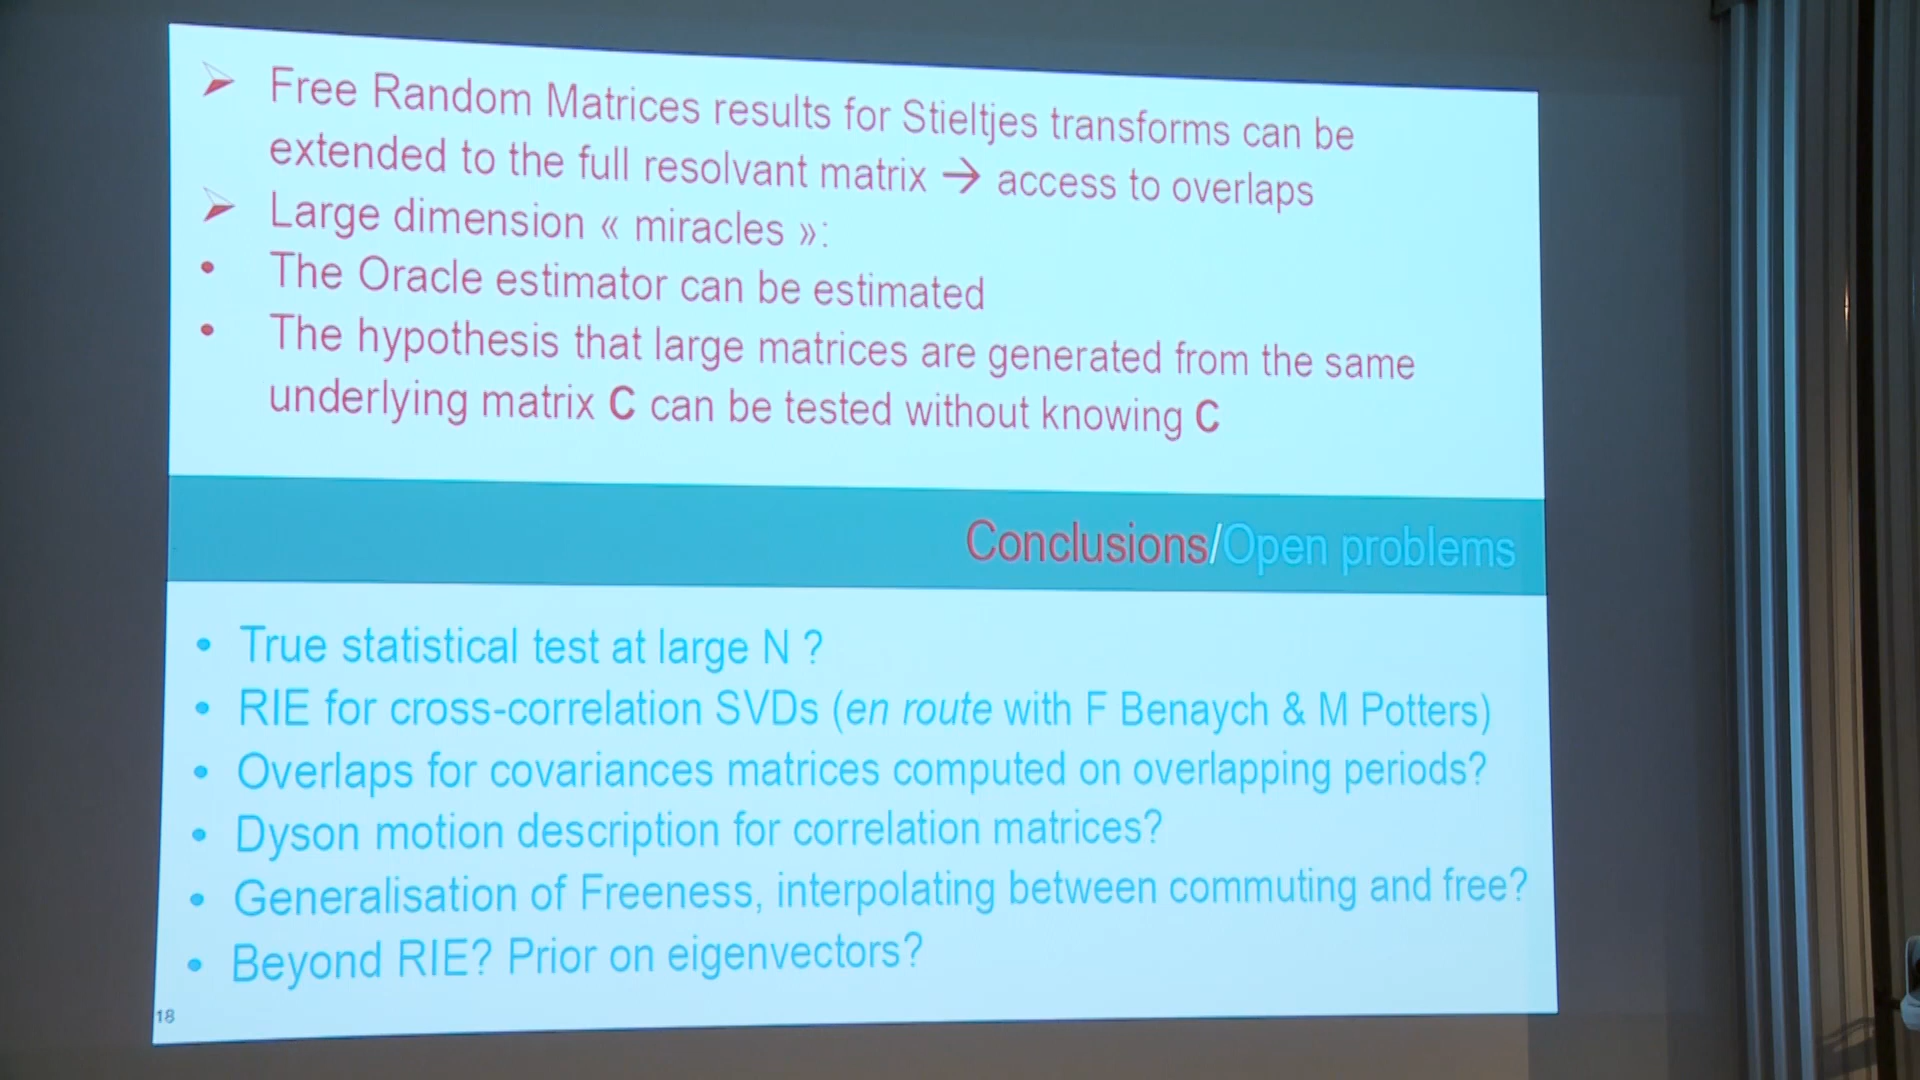 ➢ Free Random Matrices results for Stieltjes transforms can be
extended to the full resolvant matrix → access to overlaps
➢ Large dimension « miracles »:
• The Oracle estimator can be estimated
• The hypothesis that large matrices are generated from the same
underlying matrix C can be tested without knowing C
Conclusions/Open problems
• True statistical test at large N ?
• RIE for cross-correlation SVDs (en route with F Benaych & M Potters)
• Overlaps for covariances matrices computed on overlapping periods?
• Dyson motion description for correlation matrices?
• Generalisation of Freeness, interpolating between commuting and free?
• Beyond RIE? Prior on eigenvectors?
18